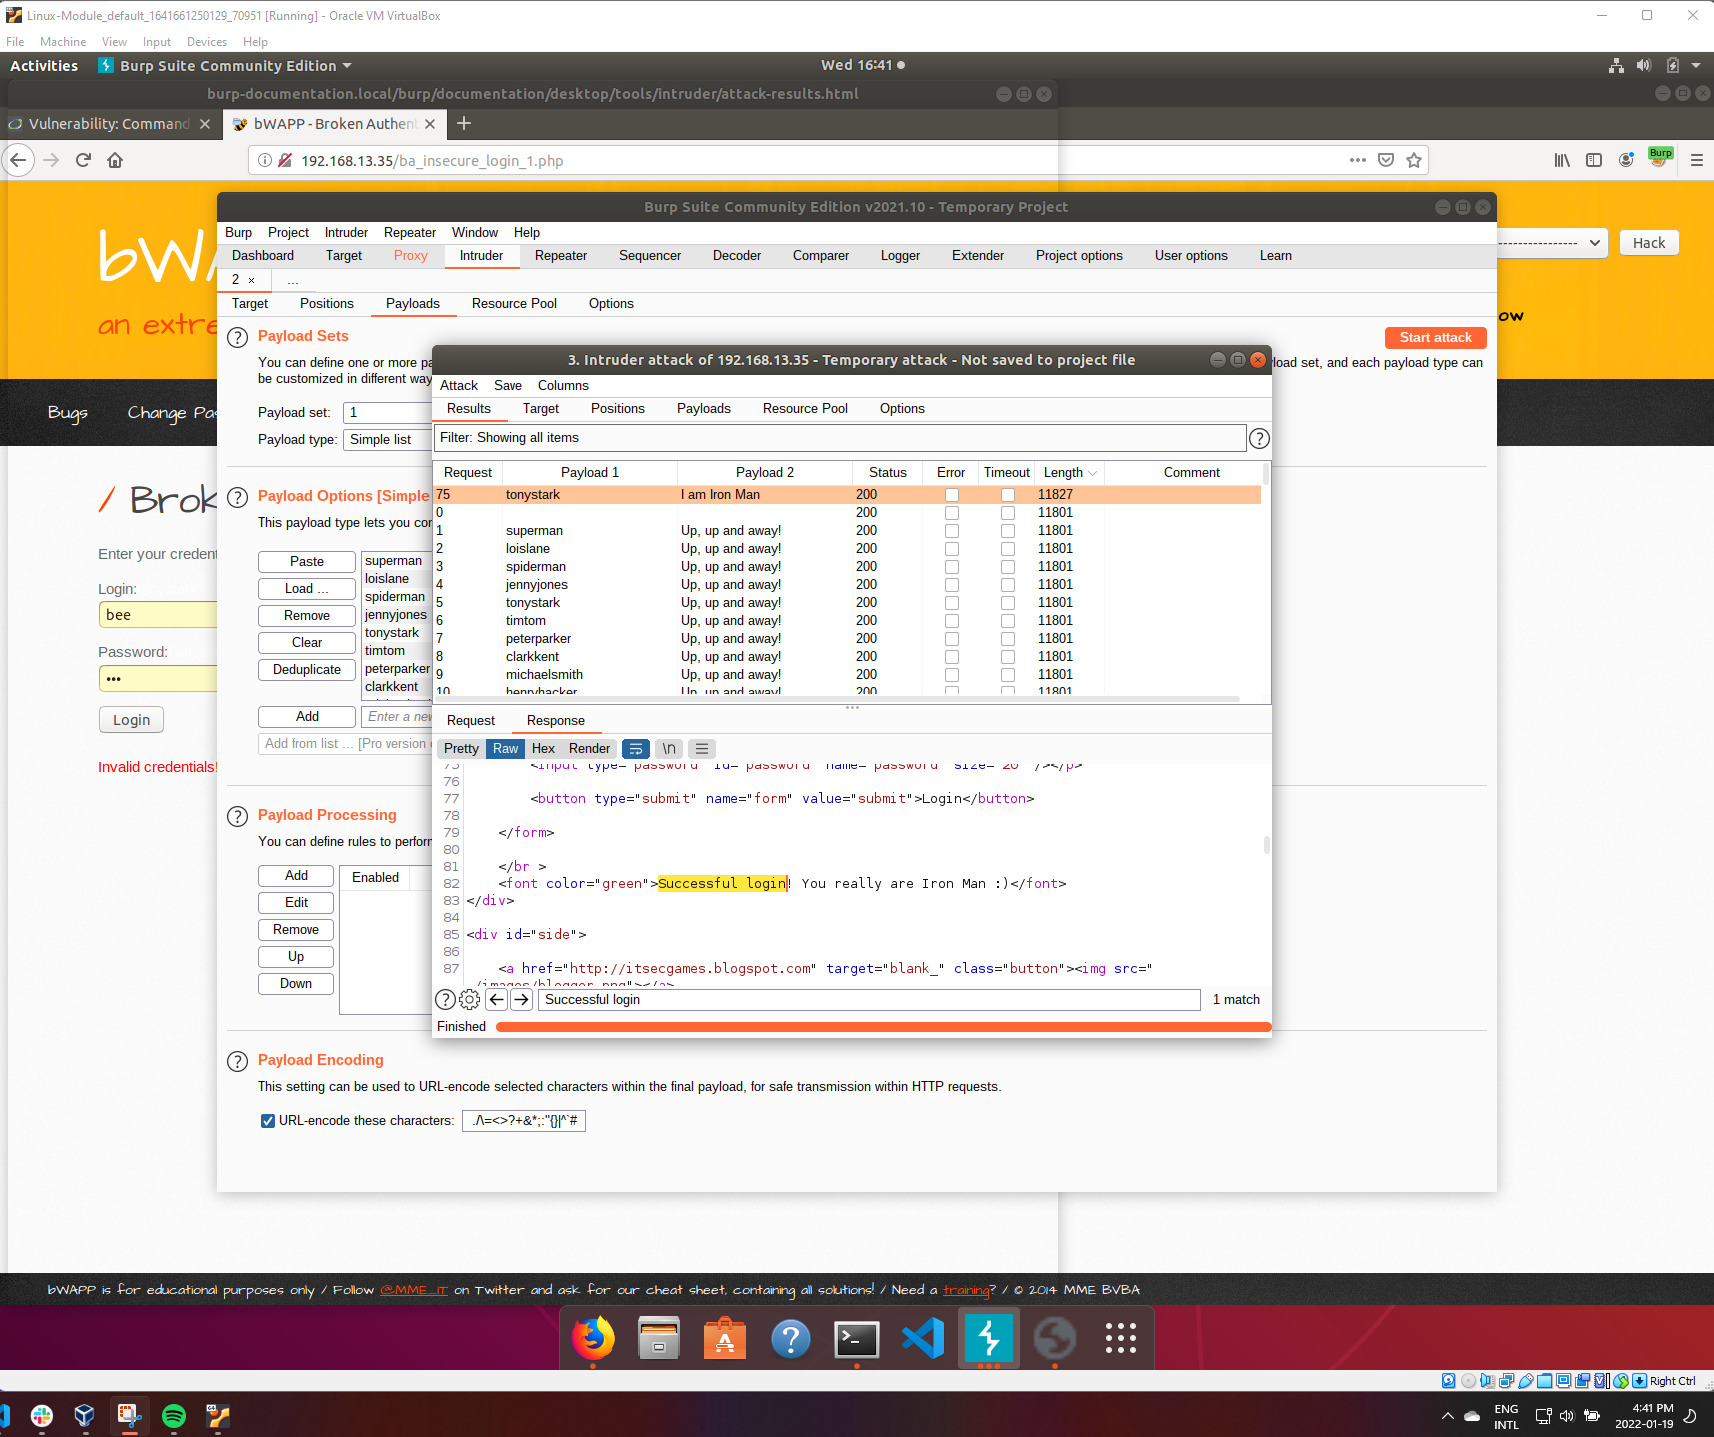 Linux-Module_default_1641661250129_70951 [Running] - Oracle VM VirtualBox
File Machine View Input Devices Help
Activities Burp Suite Community Edition Wed 16:41
burp-documentation.local/burp/documentation/desktop/tools/intruder/attack-results.html
Vulnerability: Command bWAPP - Broken Authent
192.168.13.35/ba_insecure_login_1.php Burp
Burp Suite Community Edition v2021.10 - Temporary Project
Burp Project Intruder Repeater Window Help
Dashboard Target Proxy Intruder Repeater Sequencer Decoder Comparer Logger Extender Project options User options Learn
---------------- Hack
2 × ...
Target Positions Payloads Resource Pool Options
bWA
an extre
ow
Payload Sets Start attack
You can define one or more pa load set, and each payload type can
be customized in different way
Payload set: 1
Payload type: Simple list
Bugs Change Pas
3. Intruder attack of 192.168.13.35 - Temporary attack - Not saved to project file
Attack Save Columns
Results Target Positions Payloads Resource Pool Options
Filter: Showing all items
Request Payload 1 Payload 2 Status Error Timeout Length Comment
75 tonystark I am Iron Man 200 11827
0 200 11801
1 superman Up, up and away! 200 11801
2 loislane Up, up and away! 200 11801
3 spiderman Up, up and away! 200 11801
4 jennyjones Up, up and away! 200 11801
5 tonystark Up, up and away! 200 11801
6 timtom Up, up and away! 200 11801
7 peterparker Up, up and away! 200 11801
8 clarkkent Up, up and away! 200 11801
9 michaelsmith Up, up and away! 200 11801
10 henryhacker Up, up and away! 200 11801
/ Brok
Enter your credent
Login:
bee
Password:
•••
Login
Invalid credentials!
Payload Options [Simple
This payload type lets you con
Paste
Load ...
Remove
Clear
Deduplicate
superman
loislane
spiderman
jennyjones
tonystark
timtom
peterparker
clarkkent
Add Enter a new
Add from list ... [Pro version o
Request Response
Pretty Raw Hex Render \n
75 <input type="password" id="password" name="password" size="20" /></p>
76
77 <button type="submit" name="form" value="submit">Login</button>
78
79 </form>
80
81 </br >
82 <font color="green">Successful login! You really are Iron Man :)</font>
83 </div>
84
85 <div id="side">
86
87 <a href="http://itsecgames.blogspot.com" target="blank_" class="button"><img src="
/images/blogger.png"></a>
Successful login 1 match
Finished
Payload Processing
You can define rules to perform
Add
Edit
Remove
Up
Down
Enabled
Payload Encoding
This setting can be used to URL-encode selected characters within the final payload, for safe transmission within HTTP requests.
URL-encode these characters: ./\=<>?+&*;:"{}|^`#
bWAPP is for educational purposes only / Follow @MME_IT on Twitter and ask for our cheat sheet, containing all solutions! / Need a training? / © 2014 MME BVBA
Right Ctrl
ENG
INTL
4:41 PM
2022-01-19